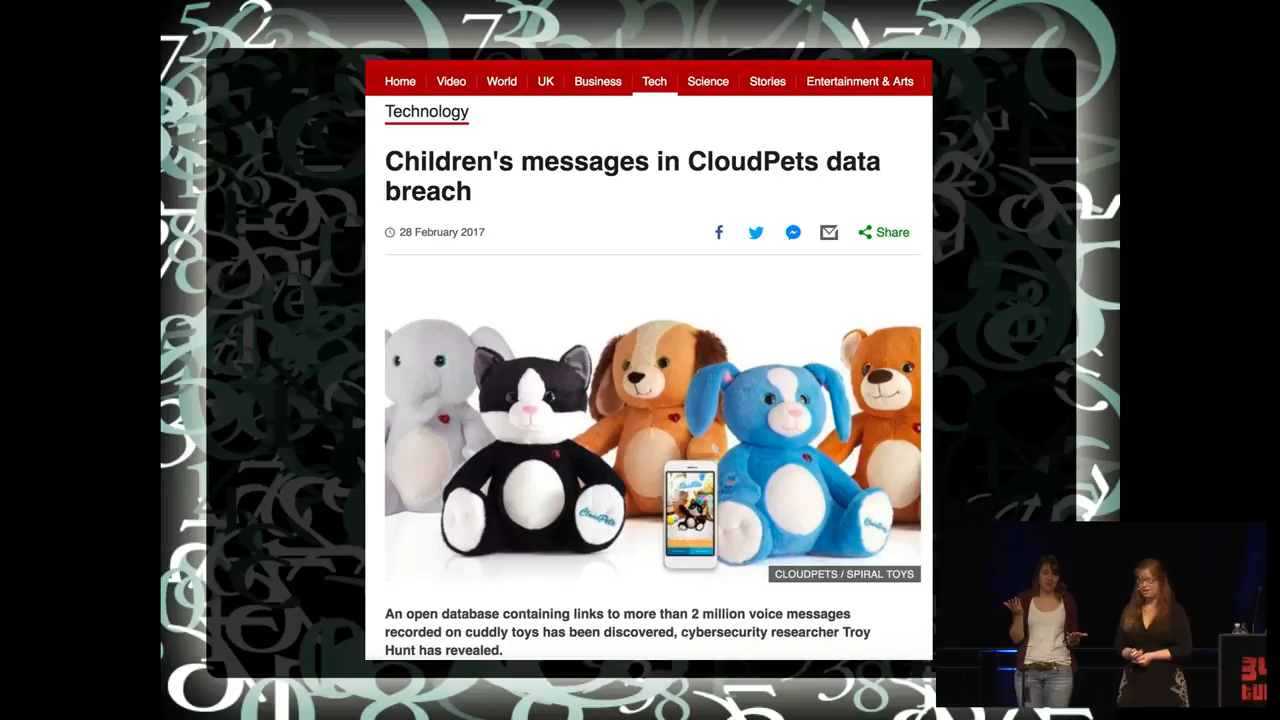 Home Video World UK Business Tech Science Stories Entertainment & Arts
Technology
Children's messages in CloudPets data
breach
28 February 2017
Share
CloudPets
CLOUDPETS / SPIRAL TOYS
An open database containing links to more than 2 million voice messages
recorded on cuddly toys has been discovered, cybersecurity researcher Troy
Hunt has revealed.